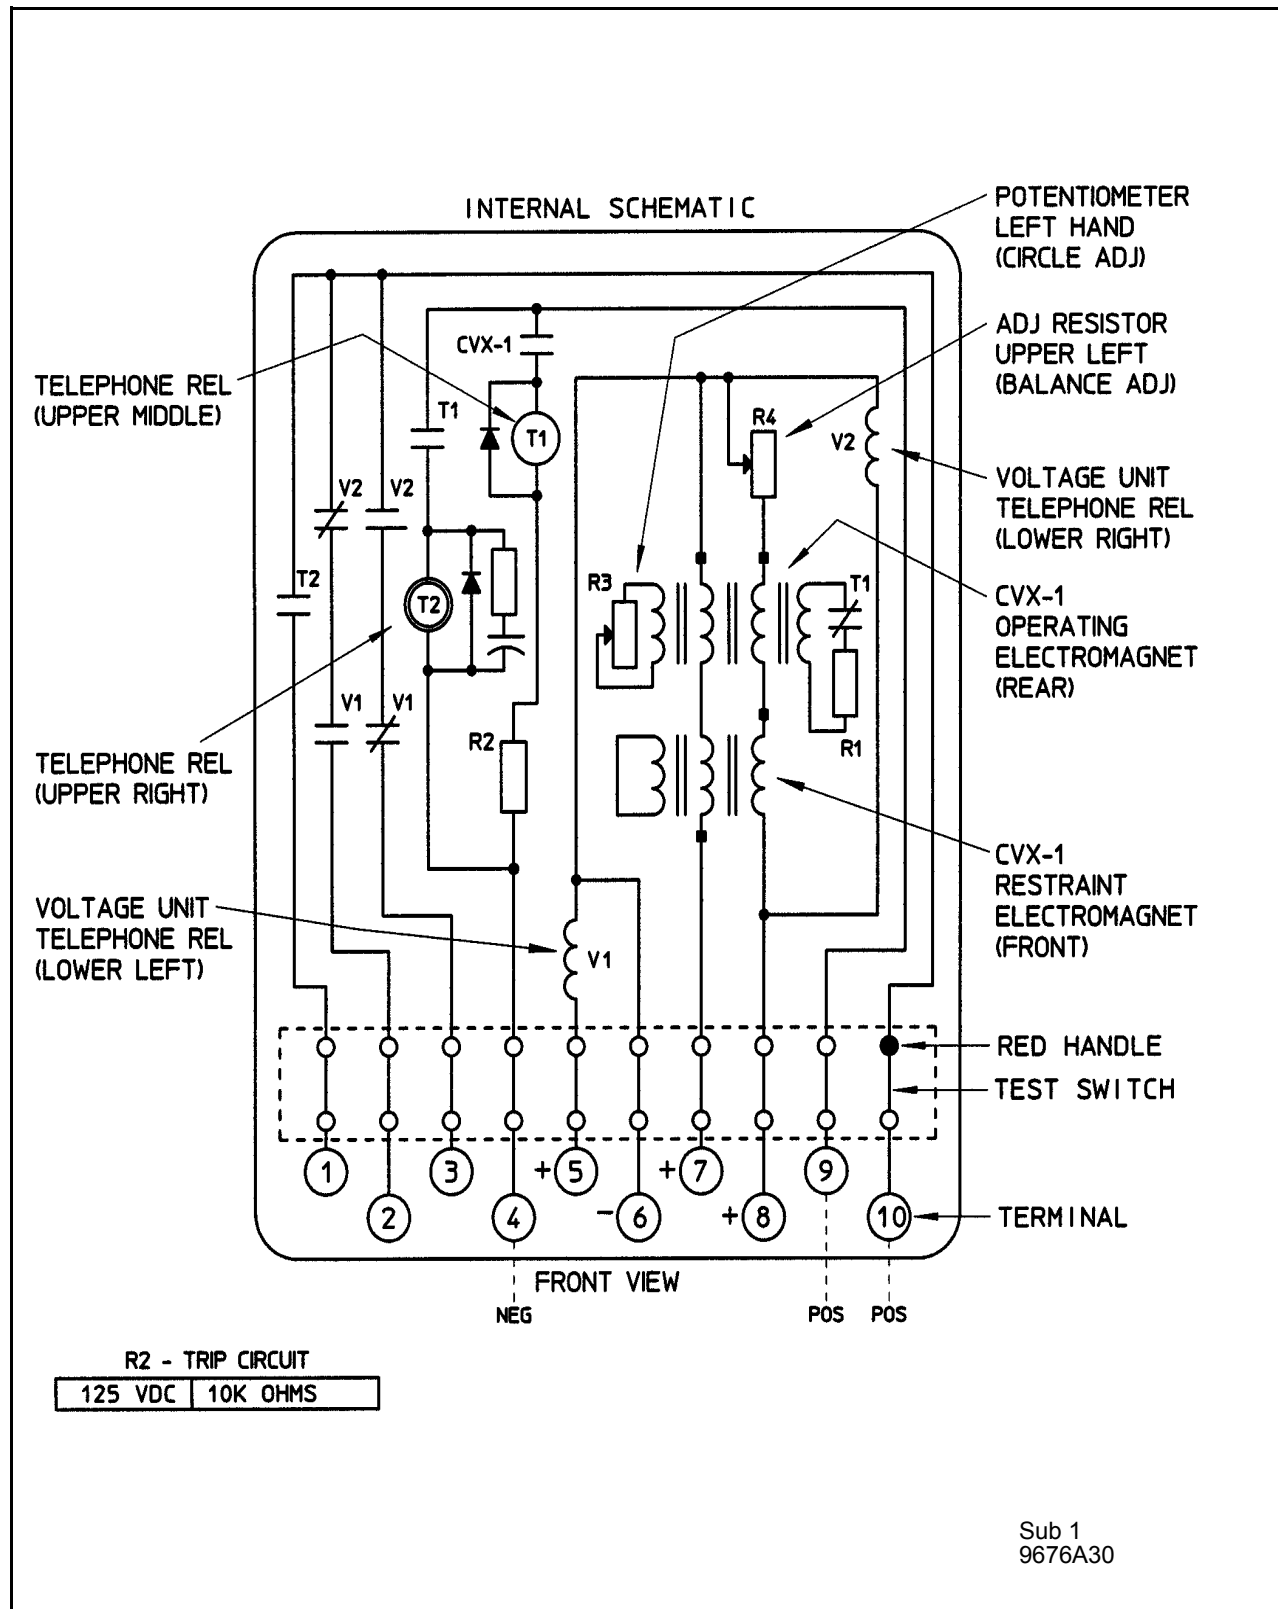 INTERNAL SCHEMATIC
POTENTIOMETER
LEFT HAND
(CIRCLE ADJ)
ADJ RESISTOR
UPPER LEFT
(BALANCE ADJ)
TELEPHONE REL
(UPPER MIDDLE)
CVX-1
T1
T1
R4
V2
VOLTAGE UNIT
TELEPHONE REL
(LOWER RIGHT)
V2
V2
T2
T2
R3
T1
CVX-1
OPERATING
ELECTROMAGNET
(REAR)
V1
V1
R2
R1
TELEPHONE REL
(UPPER RIGHT)
CVX-1
RESTRAINT
ELECTROMAGNET
(FRONT)
VOLTAGE UNIT
TELEPHONE REL
(LOWER LEFT)
V1
RED HANDLE
TEST SWITCH
1
3
+5
+7
9
2
4
-6
+8
10
TERMINAL
FRONT VIEW
NEG
POS
POS
R2 - TRIP CIRCUIT
125 VDC 10K OHMS
Sub 1
9676A30